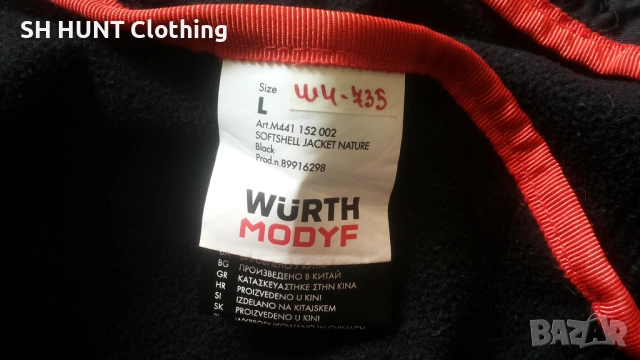 SH HUNT Clothing
Size
L
ШЧ-735
Art.M441 152 002
SOFTSHELL JACKET NATURE
Black
Prod.n.89916298
WÜRTH
MODYF
BG ПРОИЗВЕДЕНО В КИТАЙ
GR ΚΑΤΑΣΚΕΥΑΣΤΗΚΕ ΣΤΗΝ ΚΙΝΑ
HR PROIZVEDENO U KINI
SI IZDELANO NA KITAJSKEM
SK PROIZVEDENO U KINI
BAZAR